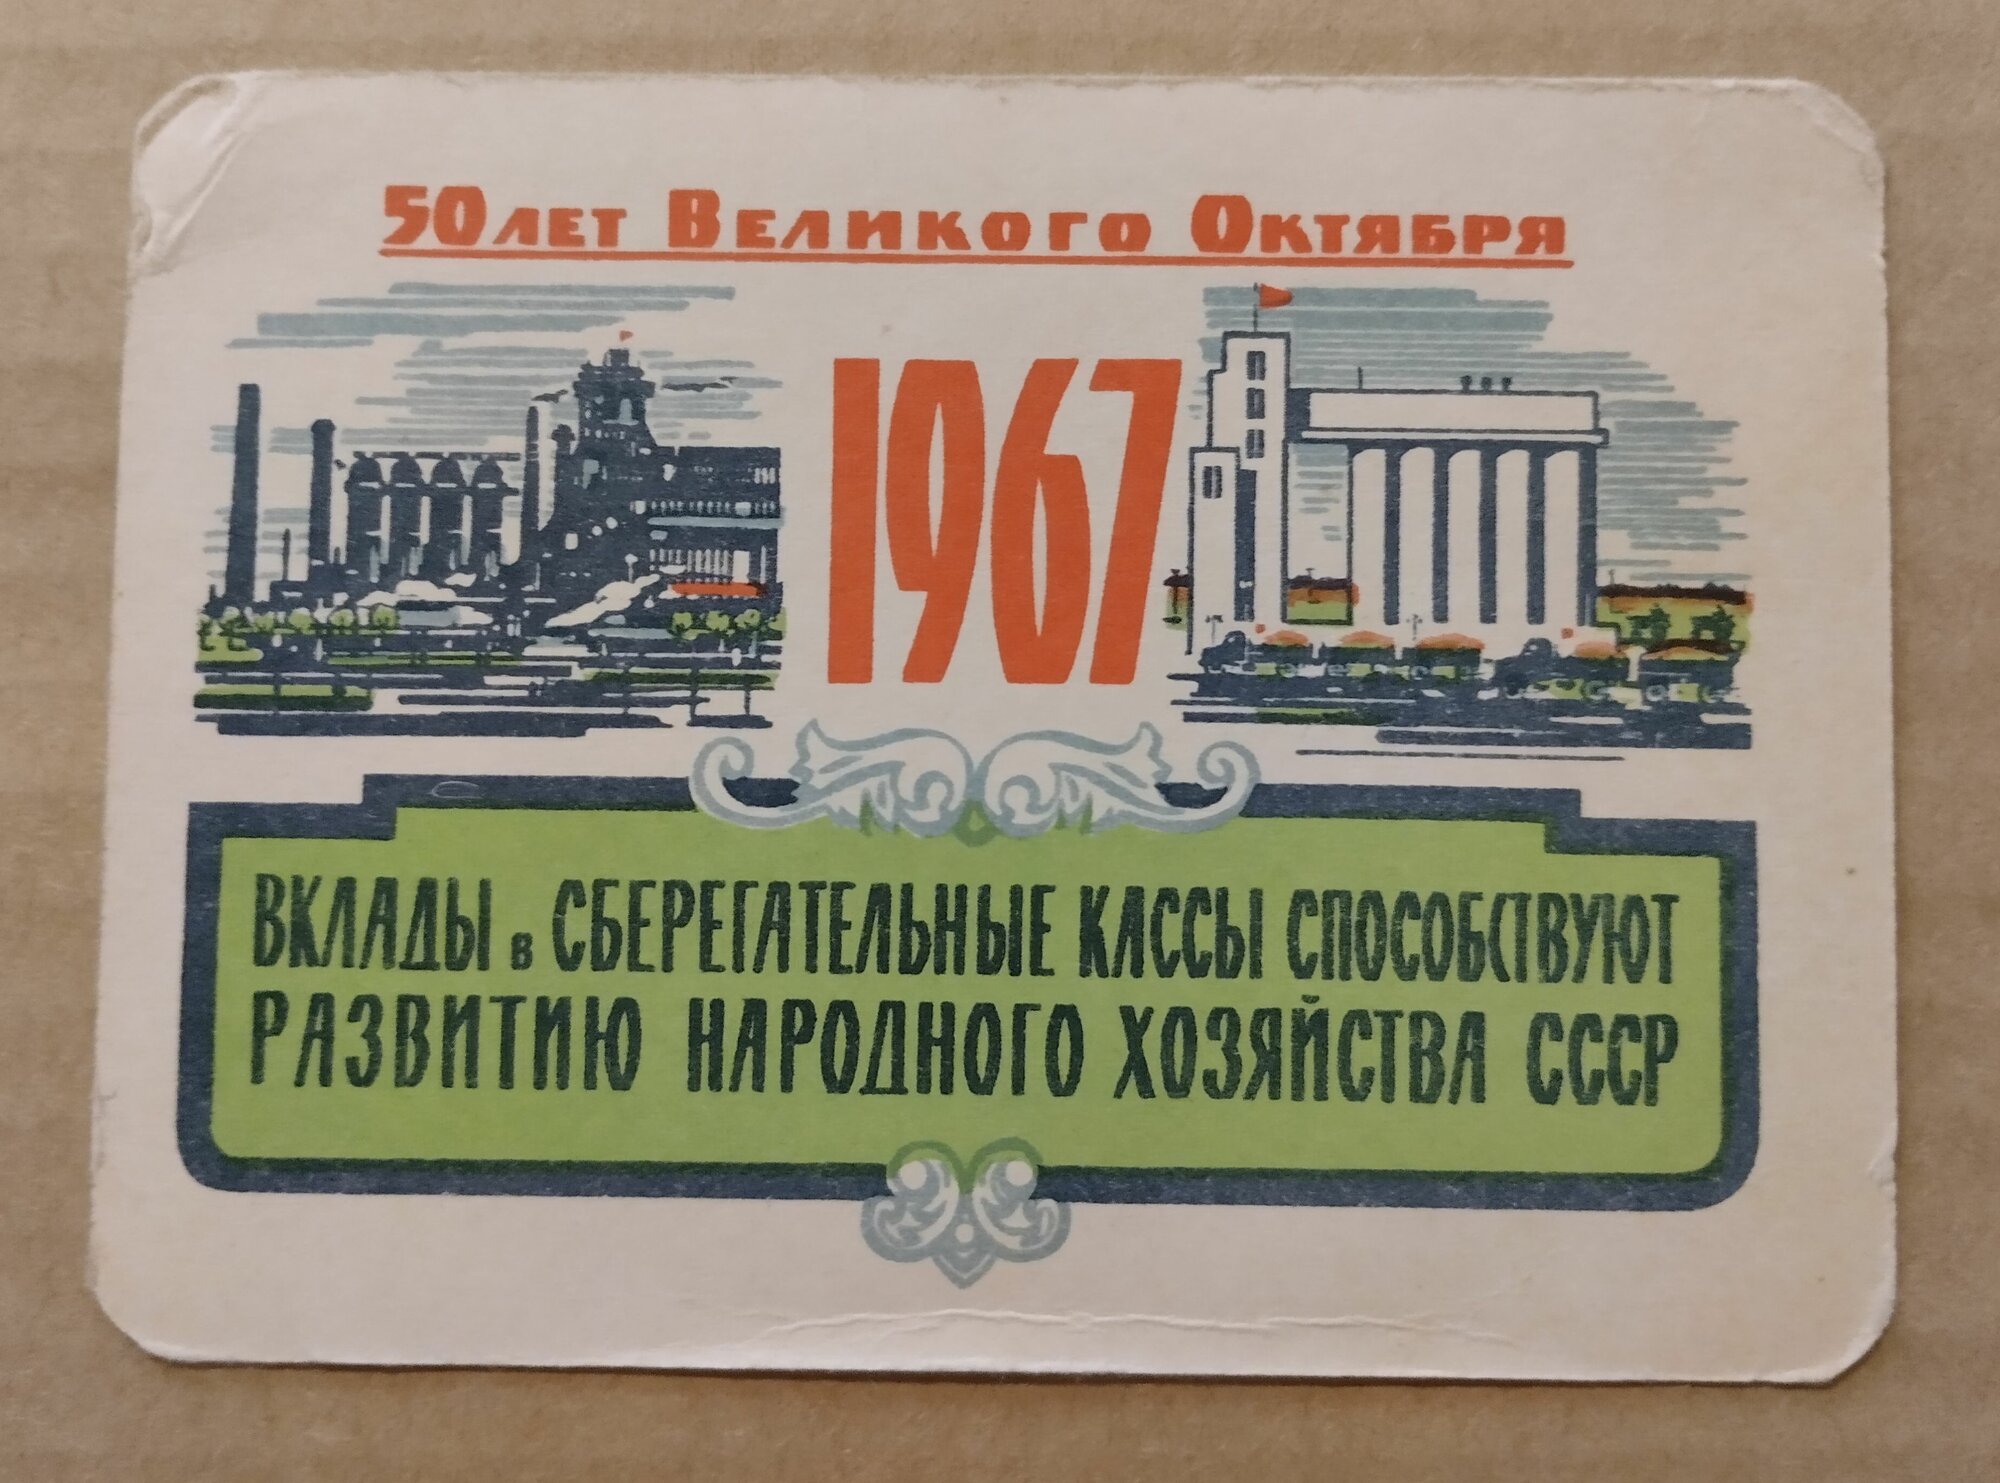 50 лет Великого Октября
1967
ВКЛАДЫ в СБЕРЕГАТЕЛЬНЫЕ КАССЫ СПОСОБСТВУЮТ
РАЗВИТИЮ НАРОДНОГО ХОЗЯЙСТВА СССР